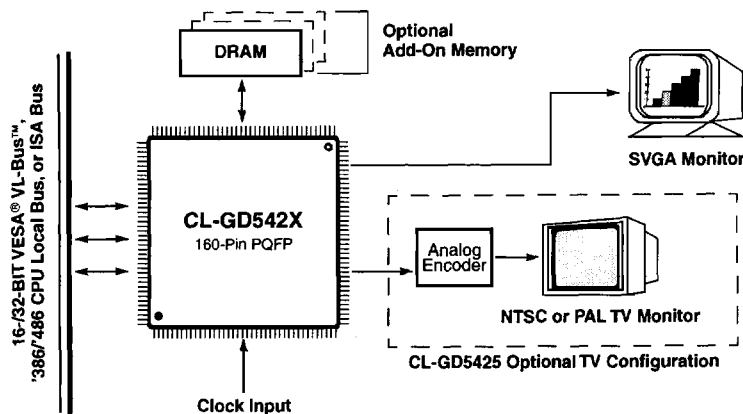 Optional
Add-On Memory
DRAM
16-/32-BIT VESA® VL-Bus™,
'386/'486 CPU Local Bus, or ISA Bus
CL-GD542X
160-Pin PQFP
SVGA Monitor
Analog
Encoder
NTSC or PAL TV Monitor
CL-GD5425 Optional TV Configuration
Clock Input